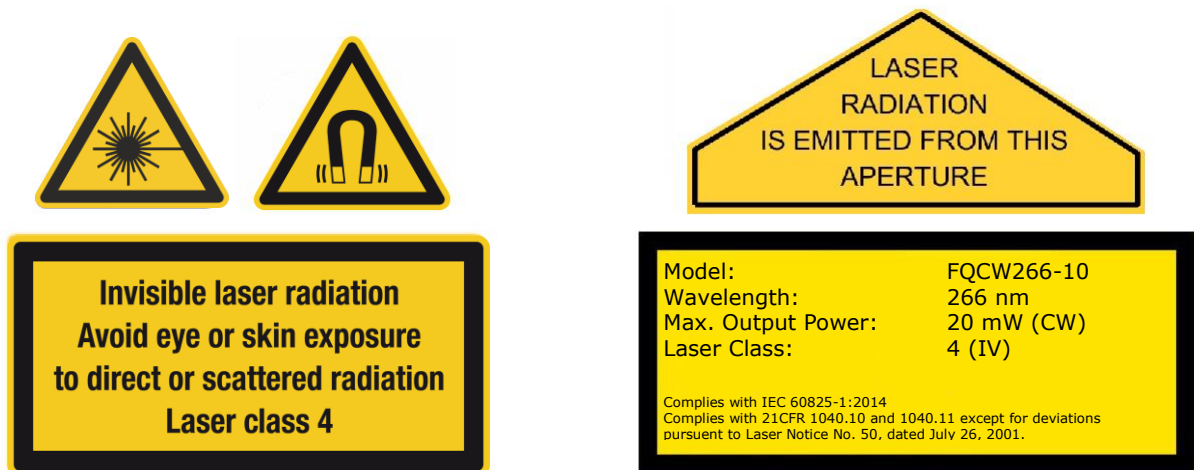 LASER
RADIATION
IS EMITTED FROM THIS
APERTURE
Invisible laser radiation
Avoid eye or skin exposure
to direct or scattered radiation
Laser class 4
Model: FQCW266-10
Wavelength: 266 nm
Max. Output Power: 20 mW (CW)
Laser Class: 4 (IV)
Complies with IEC 60825-1:2014
Complies with 21CFR 1040.10 and 1040.11 except for deviations
pursuant to Laser Notice No. 50, dated July 26, 2001.